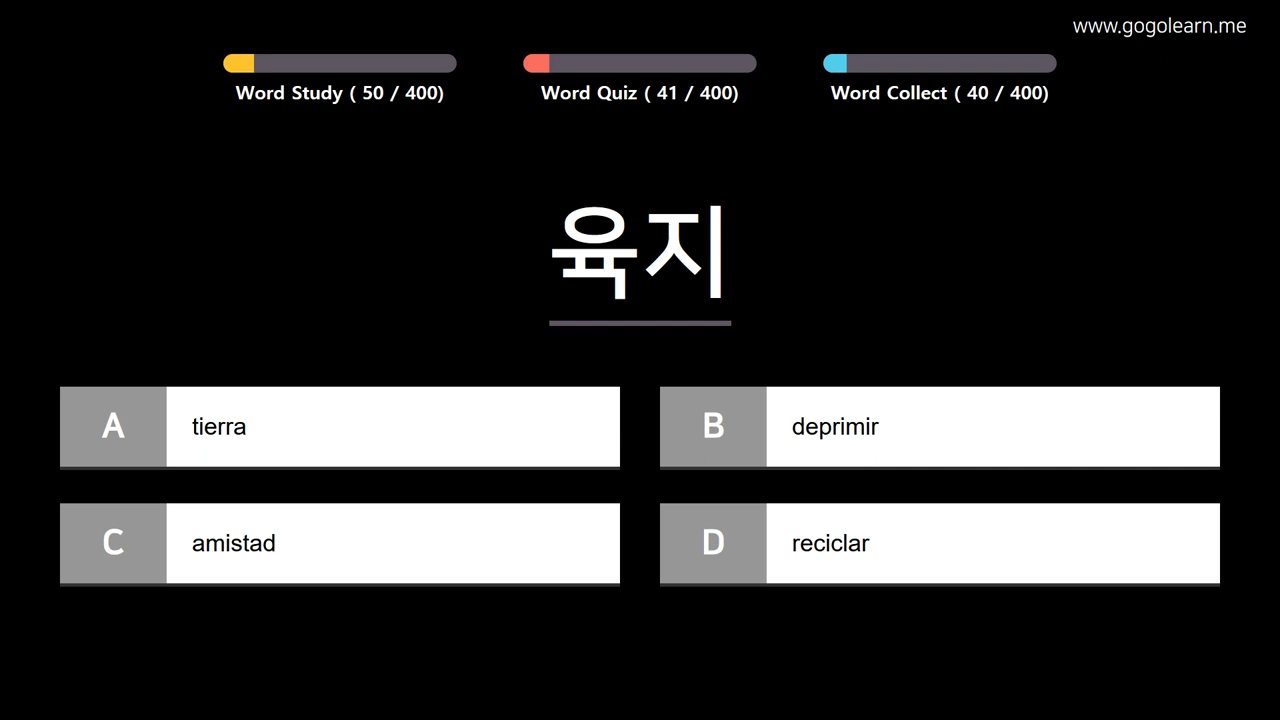 www.gogolearn.me
Word Study ( 50 / 400)
Word Quiz ( 41 / 400)
Word Collect ( 40 / 400)
육지
A tierra
B deprimir
C amistad
D reciclar